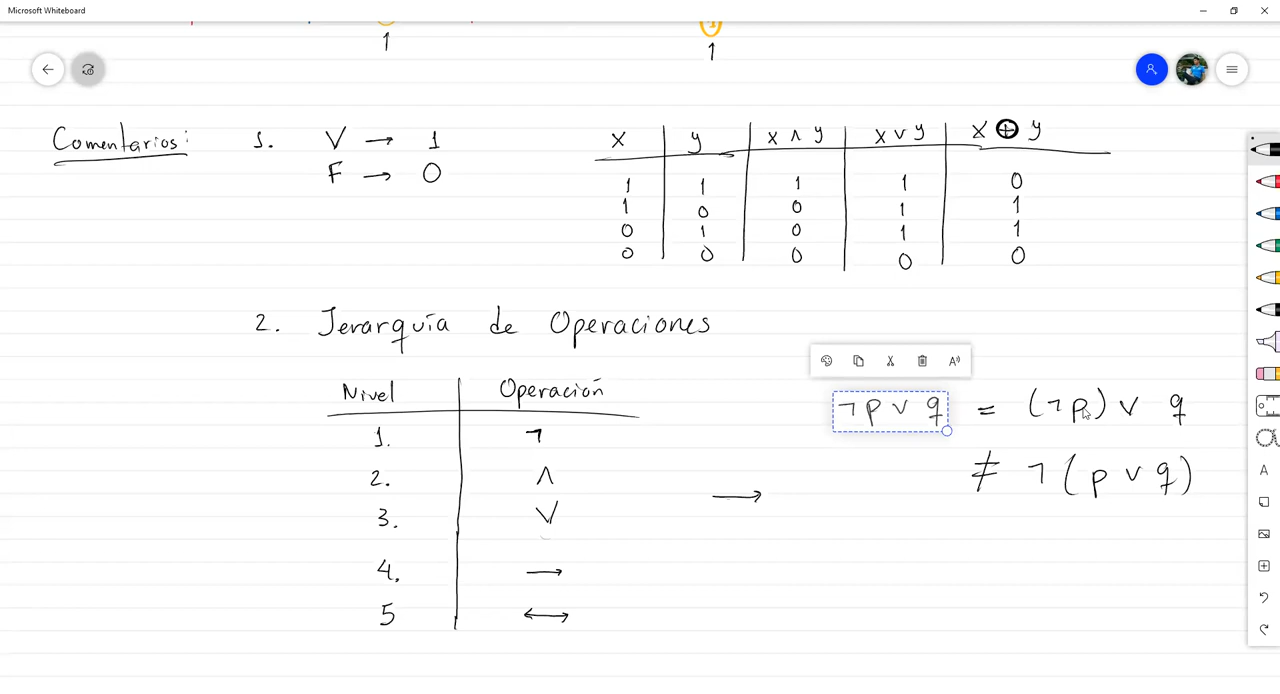 Microsoft Whiteboard
1 1
Comentarios: 1. V → 1
F → 0
x y x ∧ y x ∨ y x ⊕ y
1 1 1 1 0
1 0 0 1 1
0 1 0 1 1
0 0 0 0 0
2. Jerarquía de Operaciones
Nivel Operación
1. ¬
2. ∧
3. ∨
4. →
5 ↔
→
¬ p ∨ q = (¬ p) ∨ q
≠ ¬ ( p ∨ q )